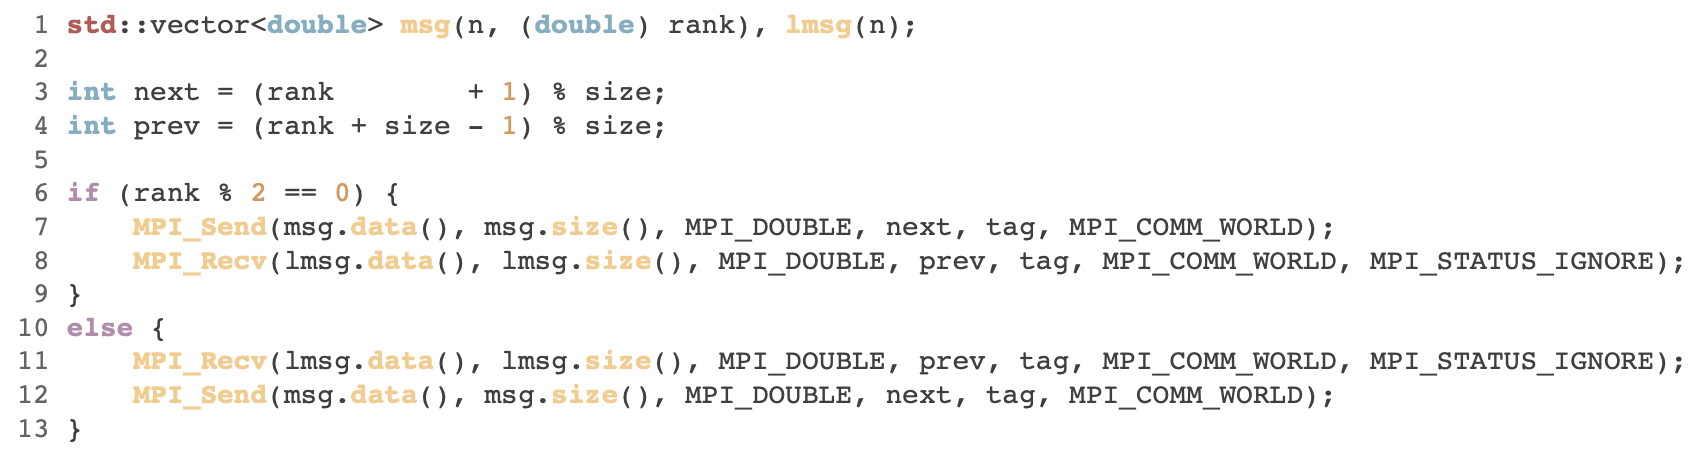 1 std::vector<double> msg(n, (double) rank), lmsg(n);
2
3 int next = (rank        + 1) % size;
4 int prev = (rank + size - 1) % size;
5
6 if (rank % 2 == 0) {
7     MPI_Send(msg.data(), msg.size(), MPI_DOUBLE, next, tag, MPI_COMM_WORLD);
8     MPI_Recv(lmsg.data(), lmsg.size(), MPI_DOUBLE, prev, tag, MPI_COMM_WORLD, MPI_STATUS_IGNORE);
9 }
10 else {
11     MPI_Recv(lmsg.data(), lmsg.size(), MPI_DOUBLE, prev, tag, MPI_COMM_WORLD, MPI_STATUS_IGNORE);
12     MPI_Send(msg.data(), msg.size(), MPI_DOUBLE, next, tag, MPI_COMM_WORLD);
13 }